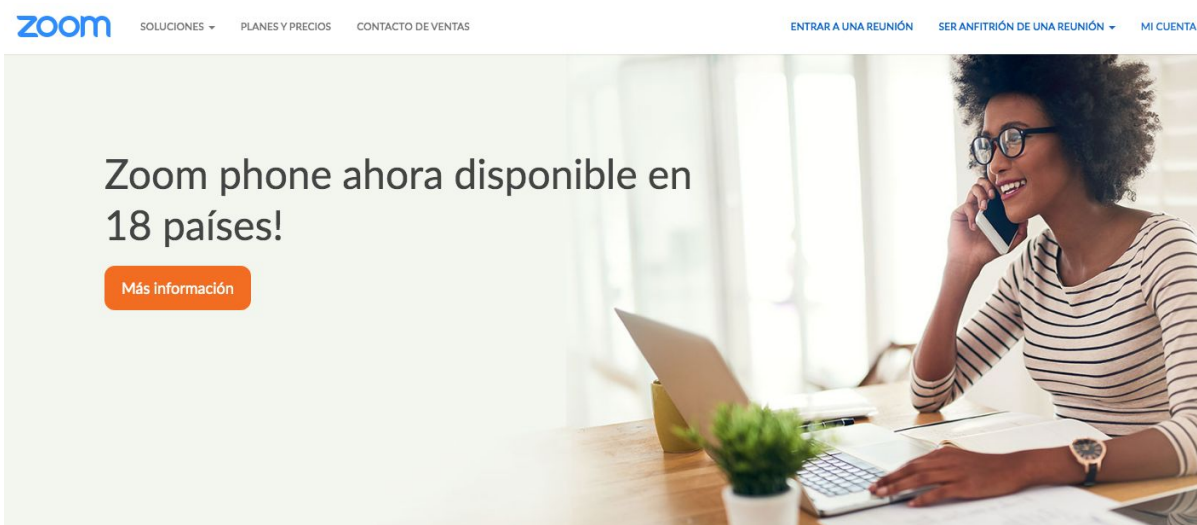 zoom
SOLUCIONES
PLANES Y PRECIOS
CONTACTO DE VENTAS
ENTRAR A UNA REUNIÓN
SER ANFITRIÓN DE UNA REUNIÓN
MI CUENTA
Zoom phone ahora disponible en
18 países!
Más información